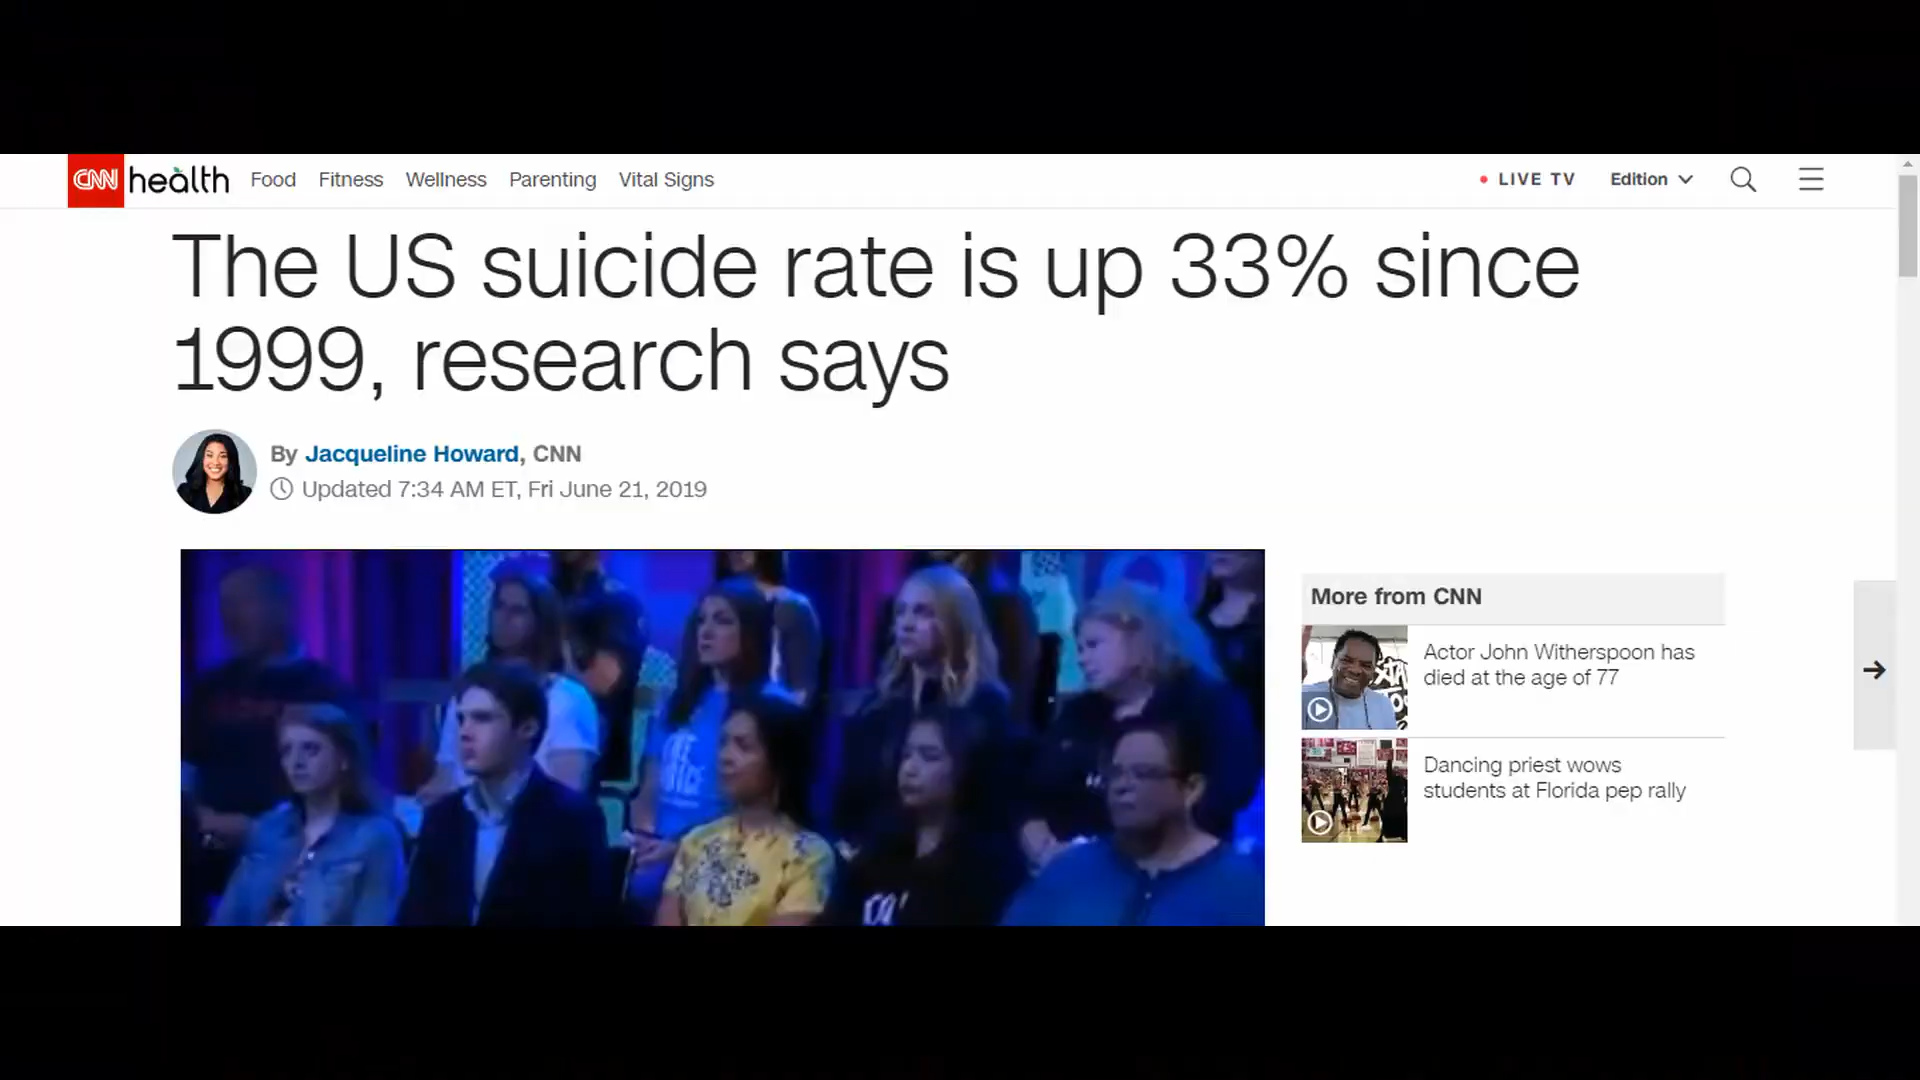 CNN health Food Fitness Wellness Parenting Vital Signs LIVE TV Edition
The US suicide rate is up 33% since
1999, research says
By Jacqueline Howard, CNN
Updated 7:34 AM ET, Fri June 21, 2019
More from CNN
Actor John Witherspoon has
died at the age of 77
Dancing priest wows
students at Florida pep rally